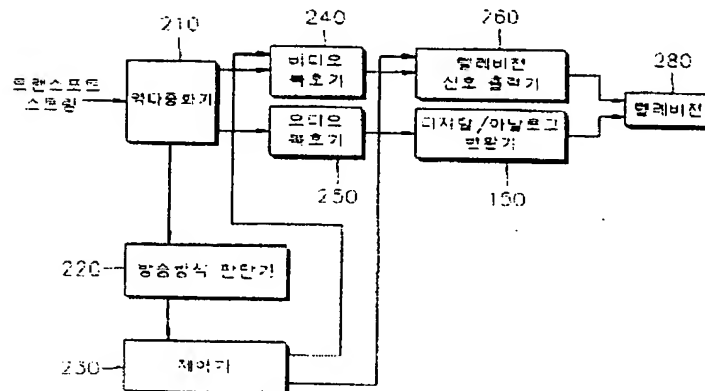 210
240
260
280
트랜스포트
스트림
역다중화기
비디오
복호기
텔레비전
신호 출력기
텔레비전
오디오
복호기
디지탈/아날로그
변환기
250
150
220
방송방식 판단기
230
제어기